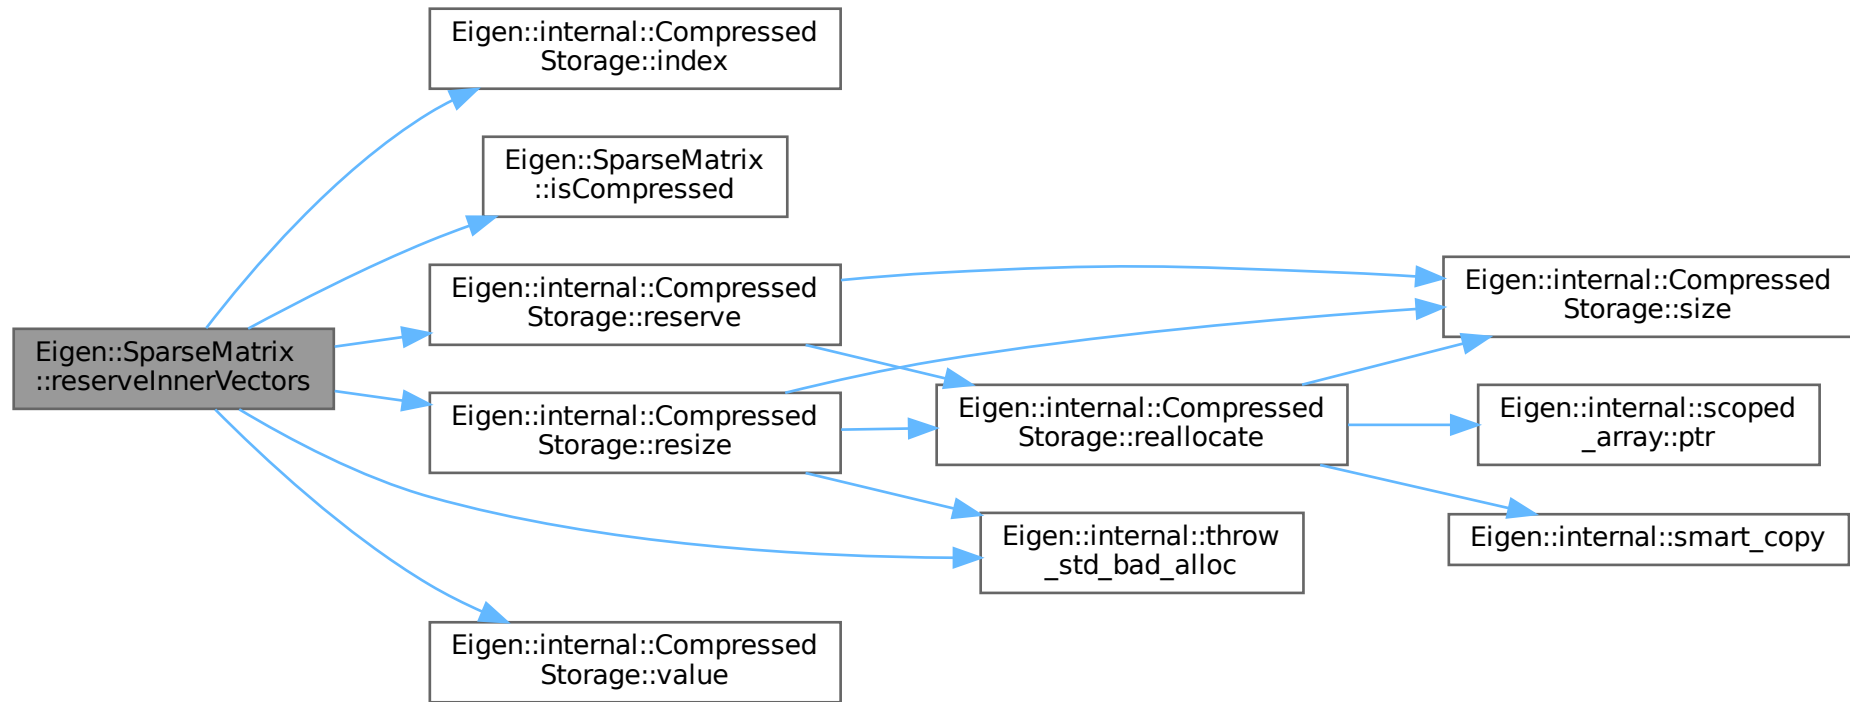 Eigen::SparseMatrix
::reserveInnerVectors
Eigen::internal::Compressed
Storage::index
Eigen::SparseMatrix
::isCompressed
Eigen::internal::Compressed
Storage::reserve
Eigen::internal::Compressed
Storage::resize
Eigen::internal::Compressed
Storage::value
Eigen::internal::Compressed
Storage::reallocate
Eigen::internal::throw
_std_bad_alloc
Eigen::internal::Compressed
Storage::size
Eigen::internal::scoped
_array::ptr
Eigen::internal::smart_copy